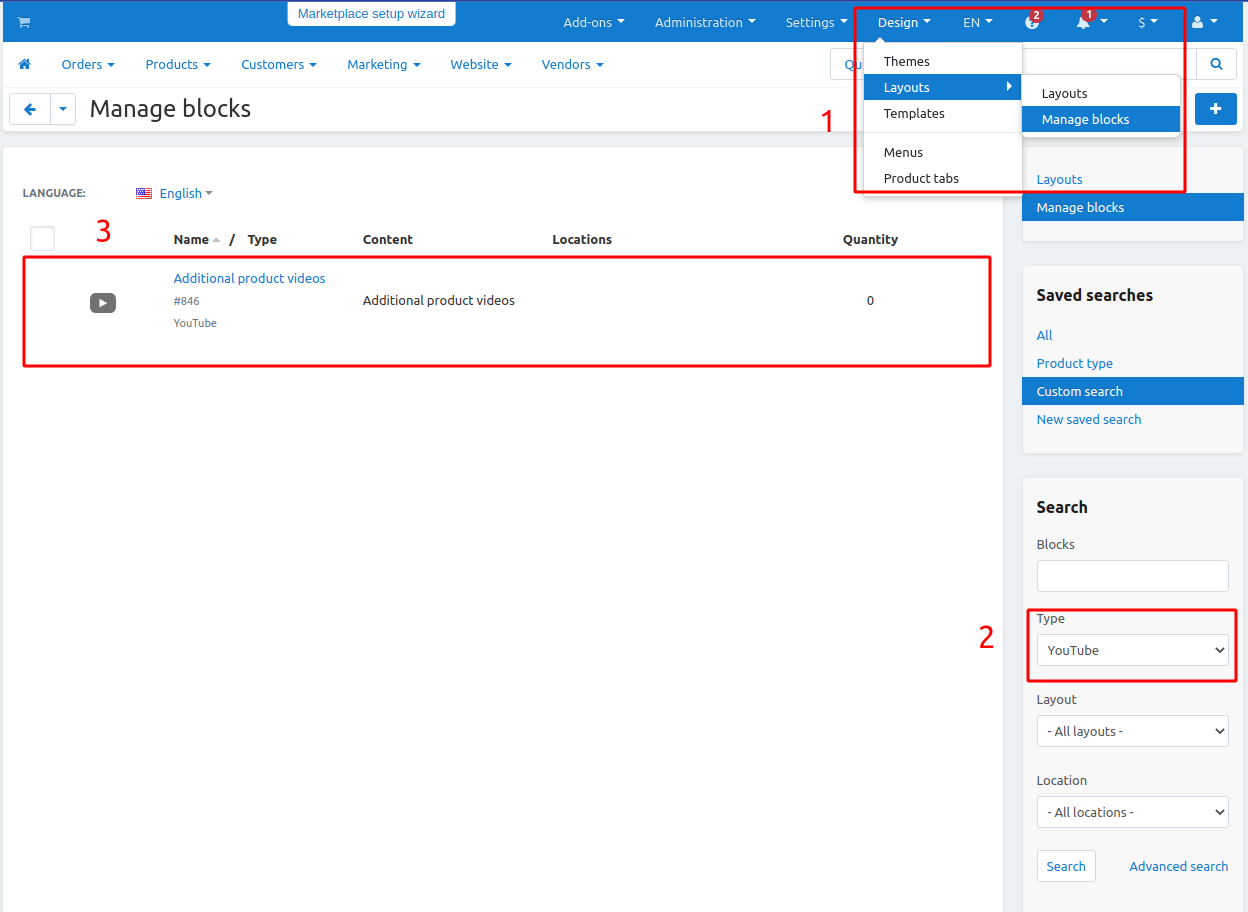 Marketplace setup wizard
Add-ons Administration Settings Design EN 2 1 $
Orders Products Customers Marketing Website Vendors Qu
Themes
Layouts
Templates
Menus
Product tabs
Layouts
Manage blocks
1
Manage blocks
LANGUAGE: English
3
Name / Type Content Locations Quantity
Additional product videos
#846
YouTube
Additional product videos
0
Layouts
Manage blocks
Saved searches
All
Product type
Custom search
New saved search
Search
Blocks
2
Type
YouTube
Layout
- All layouts -
Location
- All locations -
Search Advanced search